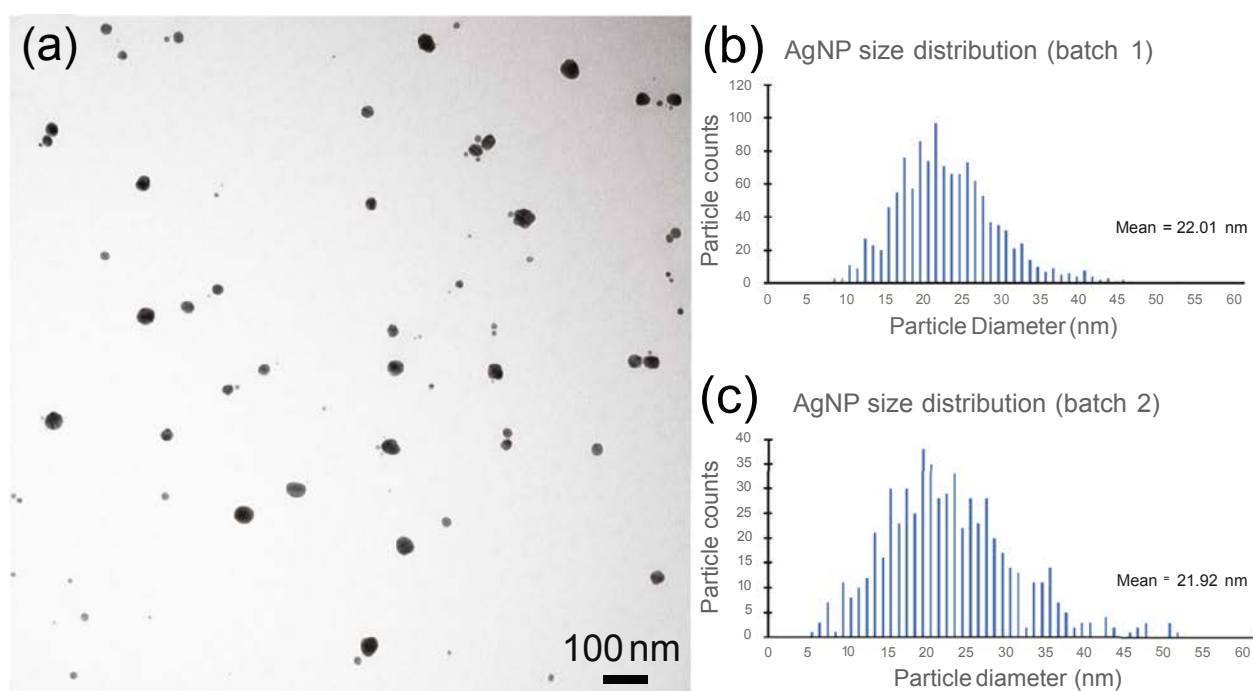 (a)
100 nm
(b)
AgNP size distribution (batch 1)
Particle counts
120
100
80
60
40
20
0
0 5 10 15 20 25 30 35 40 45 50 55 60
Mean = 22.01 nm
Particle Diameter (nm)
(c)
AgNP size distribution (batch 2)
Particle counts
40
35
30
25
20
15
10
5
0
0 5 10 15 20 25 30 35 40 45 50 55 60
Mean = 21.92 nm
Particle diameter (nm)